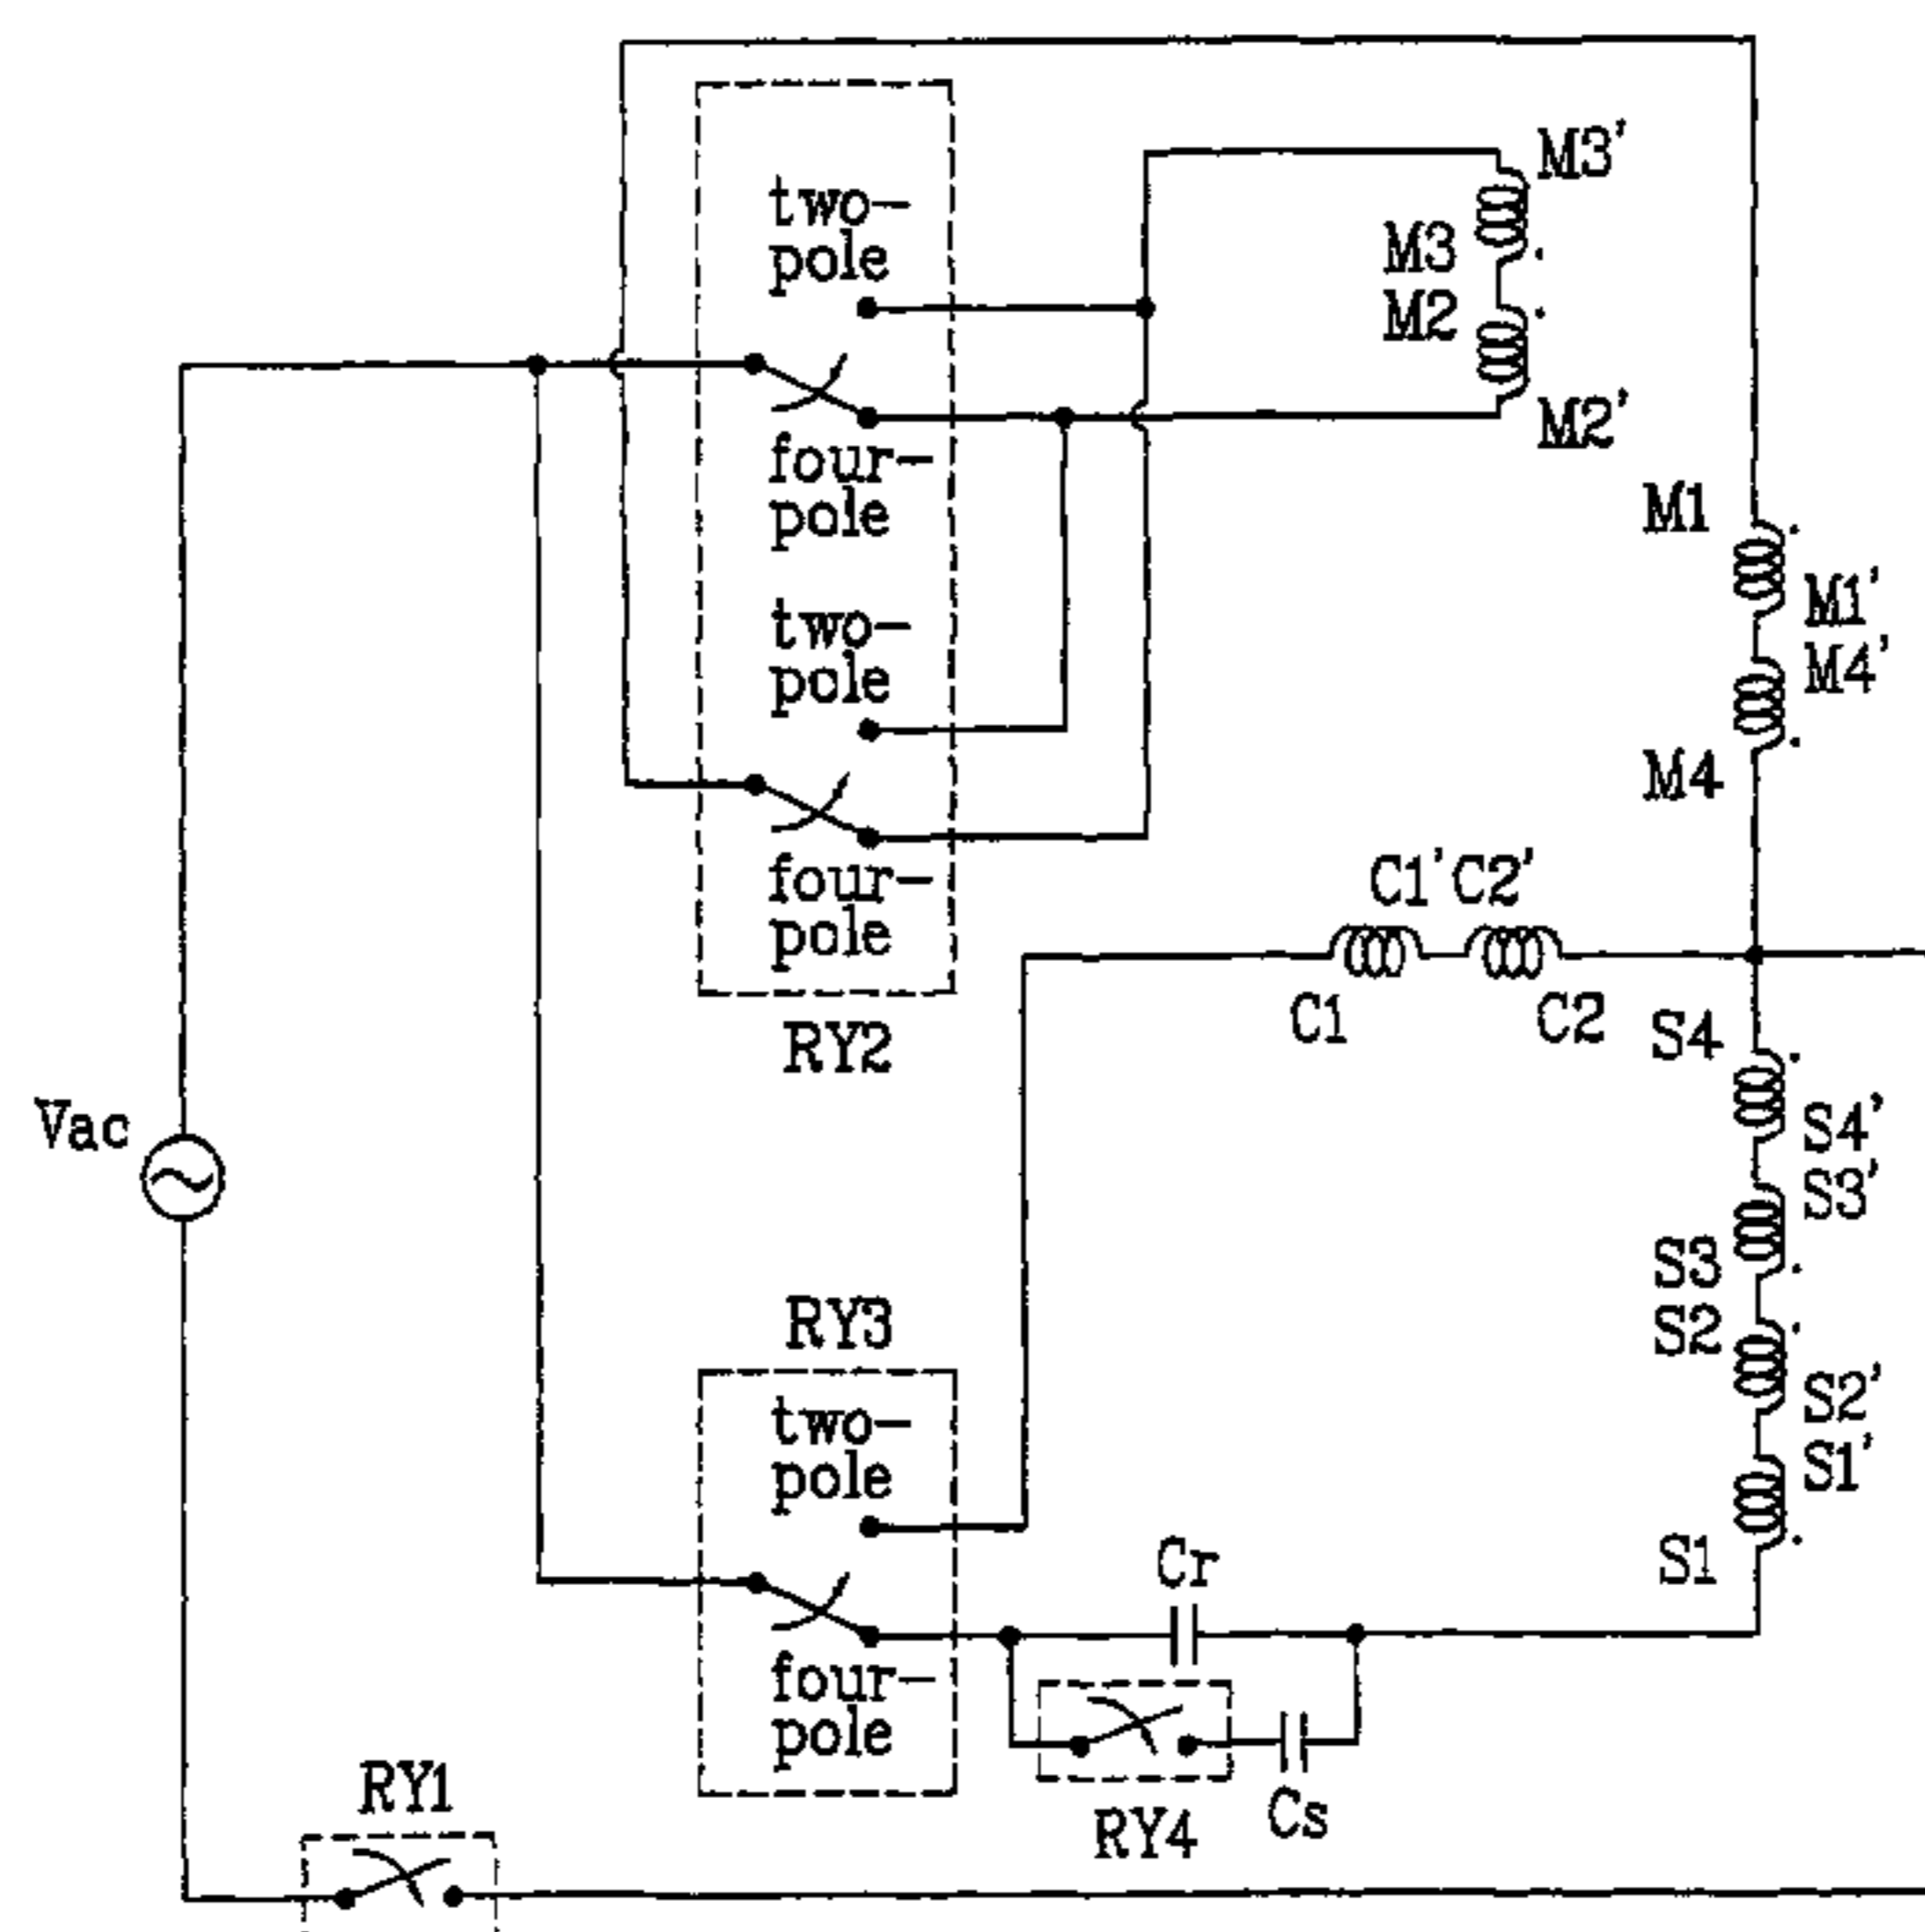 two-
pole
four-
pole
two-
pole
four-
pole
RY2
M3'
M3
M2
M2'
M1
M1'
M4'
M4
C1' C2'
C1
C2
S4
S4'
S3'
S3
S2
S2'
S1'
S1
Vac
RY3
two-
pole
four-
pole
Cr
RY4
Cs
RY1